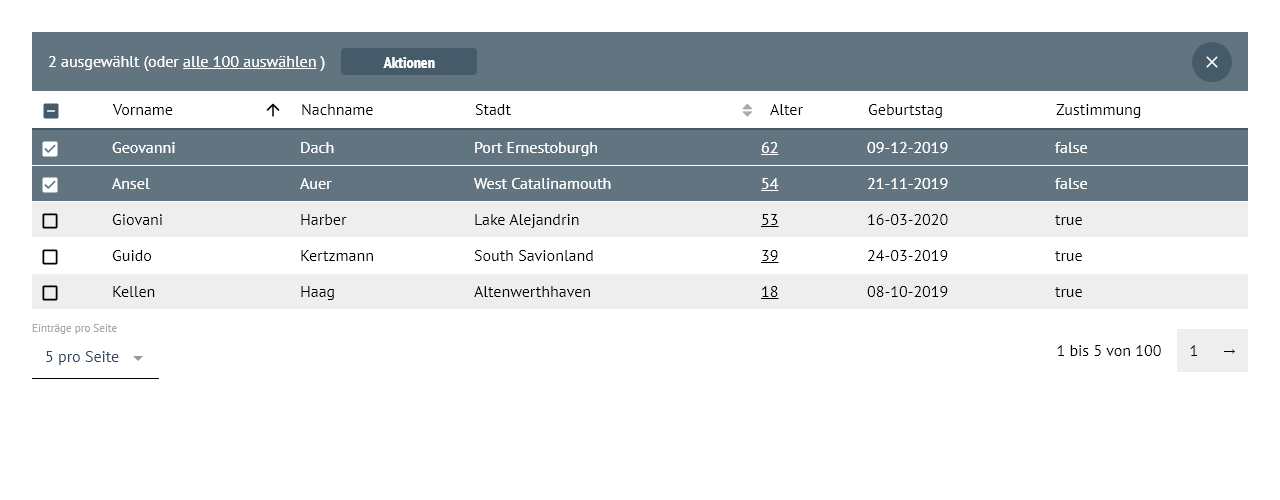 2 ausgewählt (oder alle 100 auswählen ) Aktionen
Vorname Nachname Stadt Alter Geburtstag Zustimmung
Geovanni Dach Port Ernestoburgh 62 09-12-2019 false
Ansel Auer West Catalinamouth 54 21-11-2019 false
Giovani Harber Lake Alejandrin 53 16-03-2020 true
Guido Kertzmann South Savionland 39 24-03-2019 true
Kellen Haag Altenwerthhaven 18 08-10-2019 true
Einträge pro Seite
5 pro Seite
1 bis 5 von 100 1 →